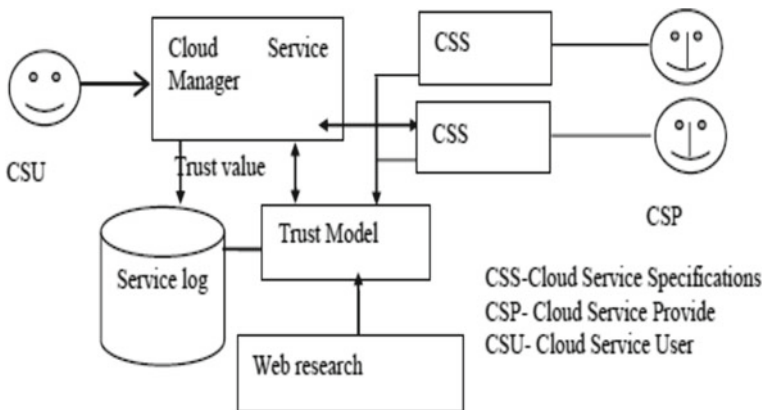 Cloud Service
Manager
CSS
CSS
CSU
Trust value
CSP
Trust Model
Service log
CSS-Cloud Service Specifications
CSP- Cloud Service Provide
CSU- Cloud Service User
Web research